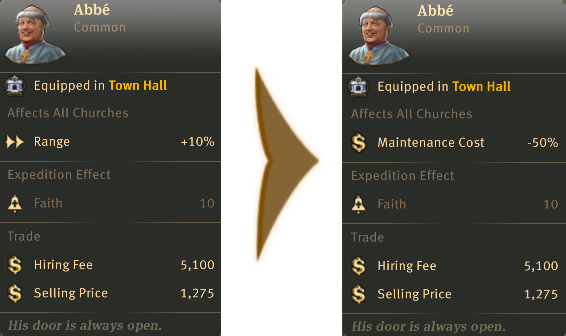 Abbé
Common
Equipped in Town Hall
Affects All Churches
Range +10%
Expedition Effect
Faith 10
Trade
Hiring Fee 5,100
Selling Price 1,275
His door is always open.
Abbé
Common
Equipped in Town Hall
Affects All Churches
Maintenance Cost -50%
Expedition Effect
Faith 10
Trade
Hiring Fee 5,100
Selling Price 1,275
His door is always open.